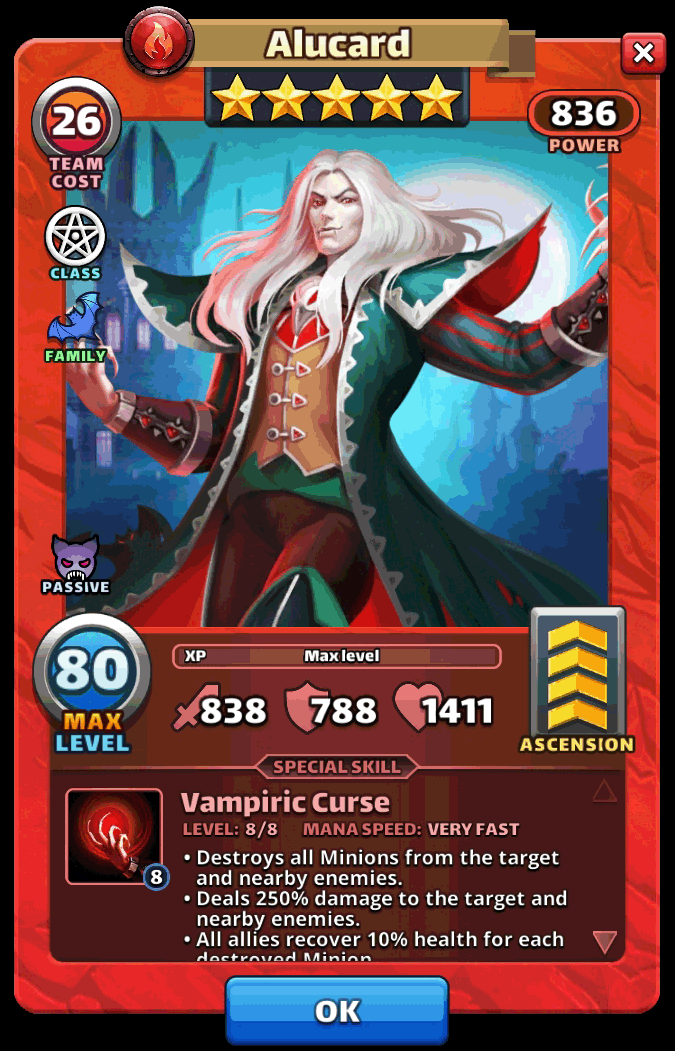 Alucard
26
TEAM
COST
836
POWER
CLASS
FAMILY
PASSIVE
80
MAX
LEVEL
XP Max level
838 788 1411
ASCENSION
SPECIAL SKILL
Vampiric Curse
LEVEL: 8/8 MANA SPEED: VERY FAST
8
• Destroys all Minions from the target
and nearby enemies.
• Deals 250% damage to the target and
nearby enemies.
• All allies recover 10% health for each
destroyed Minion
OK